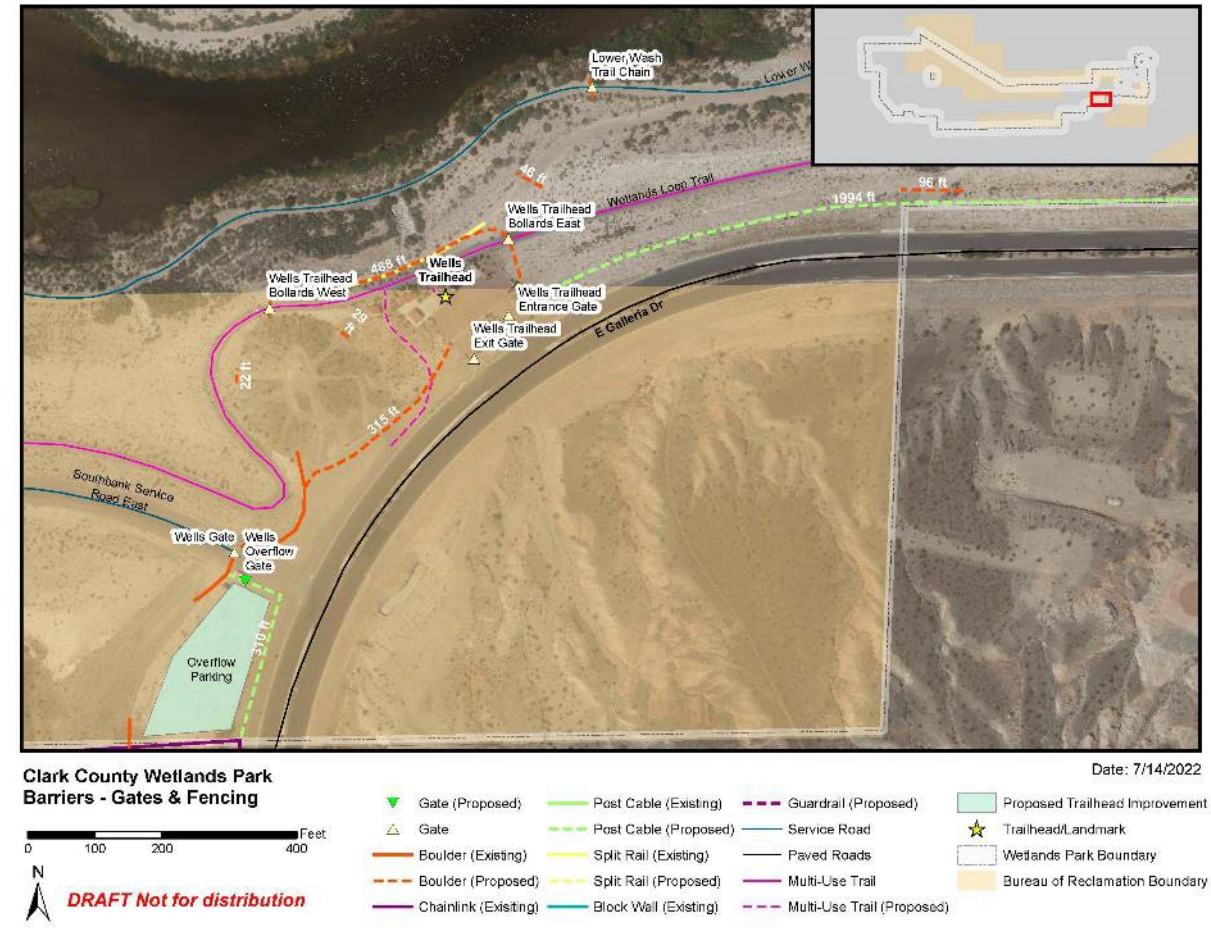 Lower Wash
Trail Chain
Lower W
46 ft
Wetlands Loop Trail
96 ft
1994 ft
Wells Trailhead
Bollards East
488 ft
Wells
Trailhead
Wells Trailhead
Bollards West
Wells Trailhead
Entrance Gate
29
ft
Wells Trailhead
Exit Gate
E Galleria Dr
22 ft
315 ft
Southbank Service
Road East
Wells Gate
Wells
Overflow
Gate
310 ft
Overflow
Parking
Clark County Wetlands Park
Barriers - Gates & Fencing
Date: 7/14/2022
Feet
0 100 200 400
N
DRAFT Not for distribution
Gate (Proposed)
Gate
Boulder (Existing)
Boulder (Proposed)
Chainlink (Exisiting)
Post Cable (Existing)
Post Cable (Proposed)
Split Rail (Existing)
Split Rail (Proposed)
Block Wall (Existing)
Guardrail (Proposed)
Service Road
Paved Roads
Multi-Use Trail
Multi-Use Trail (Proposed)
Proposed Trailhead Improvement
Trailhead/Landmark
Wetlands Park Boundary
Bureau of Reclamation Boundary